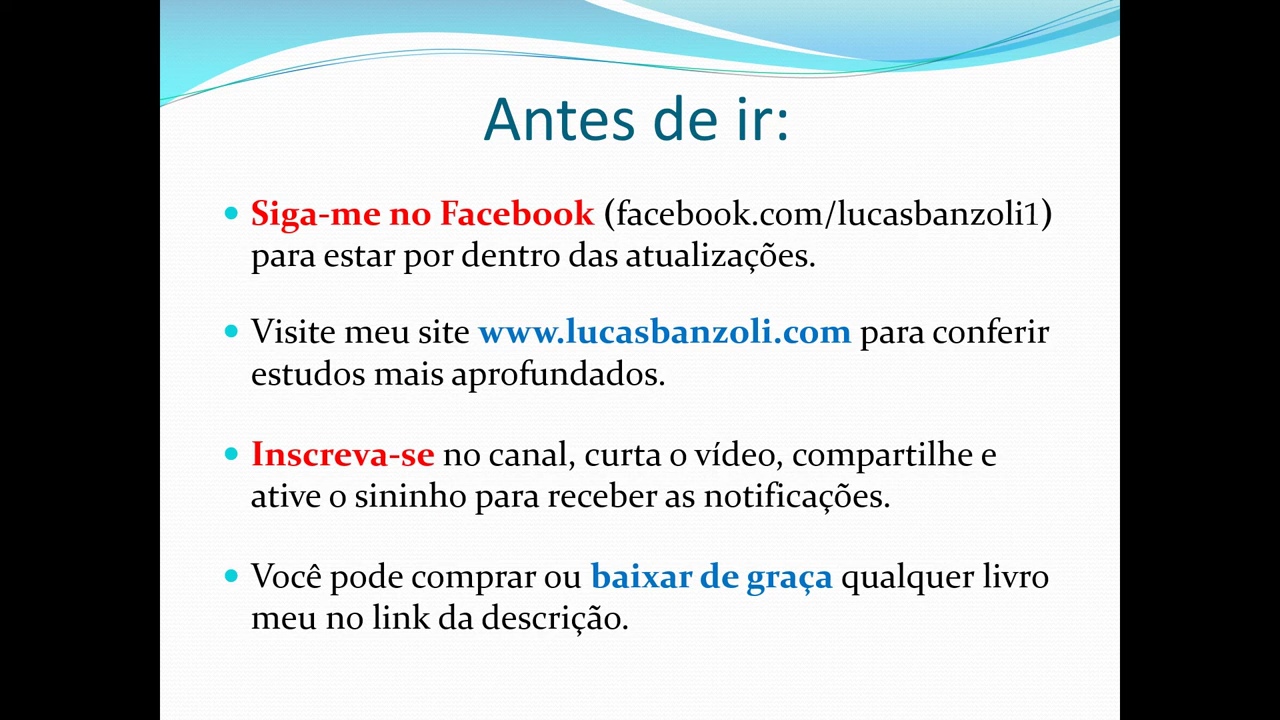 Antes de ir:
• Siga-me no Facebook (facebook.com/lucasbanzoli1)
para estar por dentro das atualizações.
• Visite meu site www.lucasbanzoli.com para conferir
estudos mais aprofundados.
• Inscreva-se no canal, curta o vídeo, compartilhe e
ative o sininho para receber as notificações.
• Você pode comprar ou baixar de graça qualquer livro
meu no link da descrição.